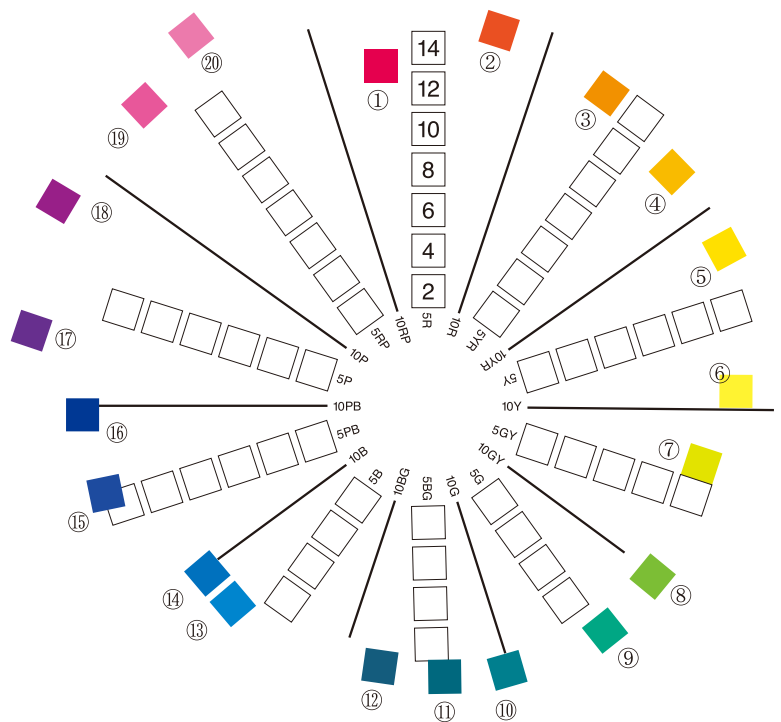 ⑳
①
14
②
12
10
8
6
4
2
③
④
⑤
⑥
⑦
⑧
⑨
⑩
⑪
⑫
⑬
⑭
⑮
⑯
⑰
⑱
⑲
5R
10R
5YR
10YR
5Y
10Y
5GY
10GY
5G
10G
5BG
10BG
5B
10B
5PB
10PB
5P
10P
5RP
10RP